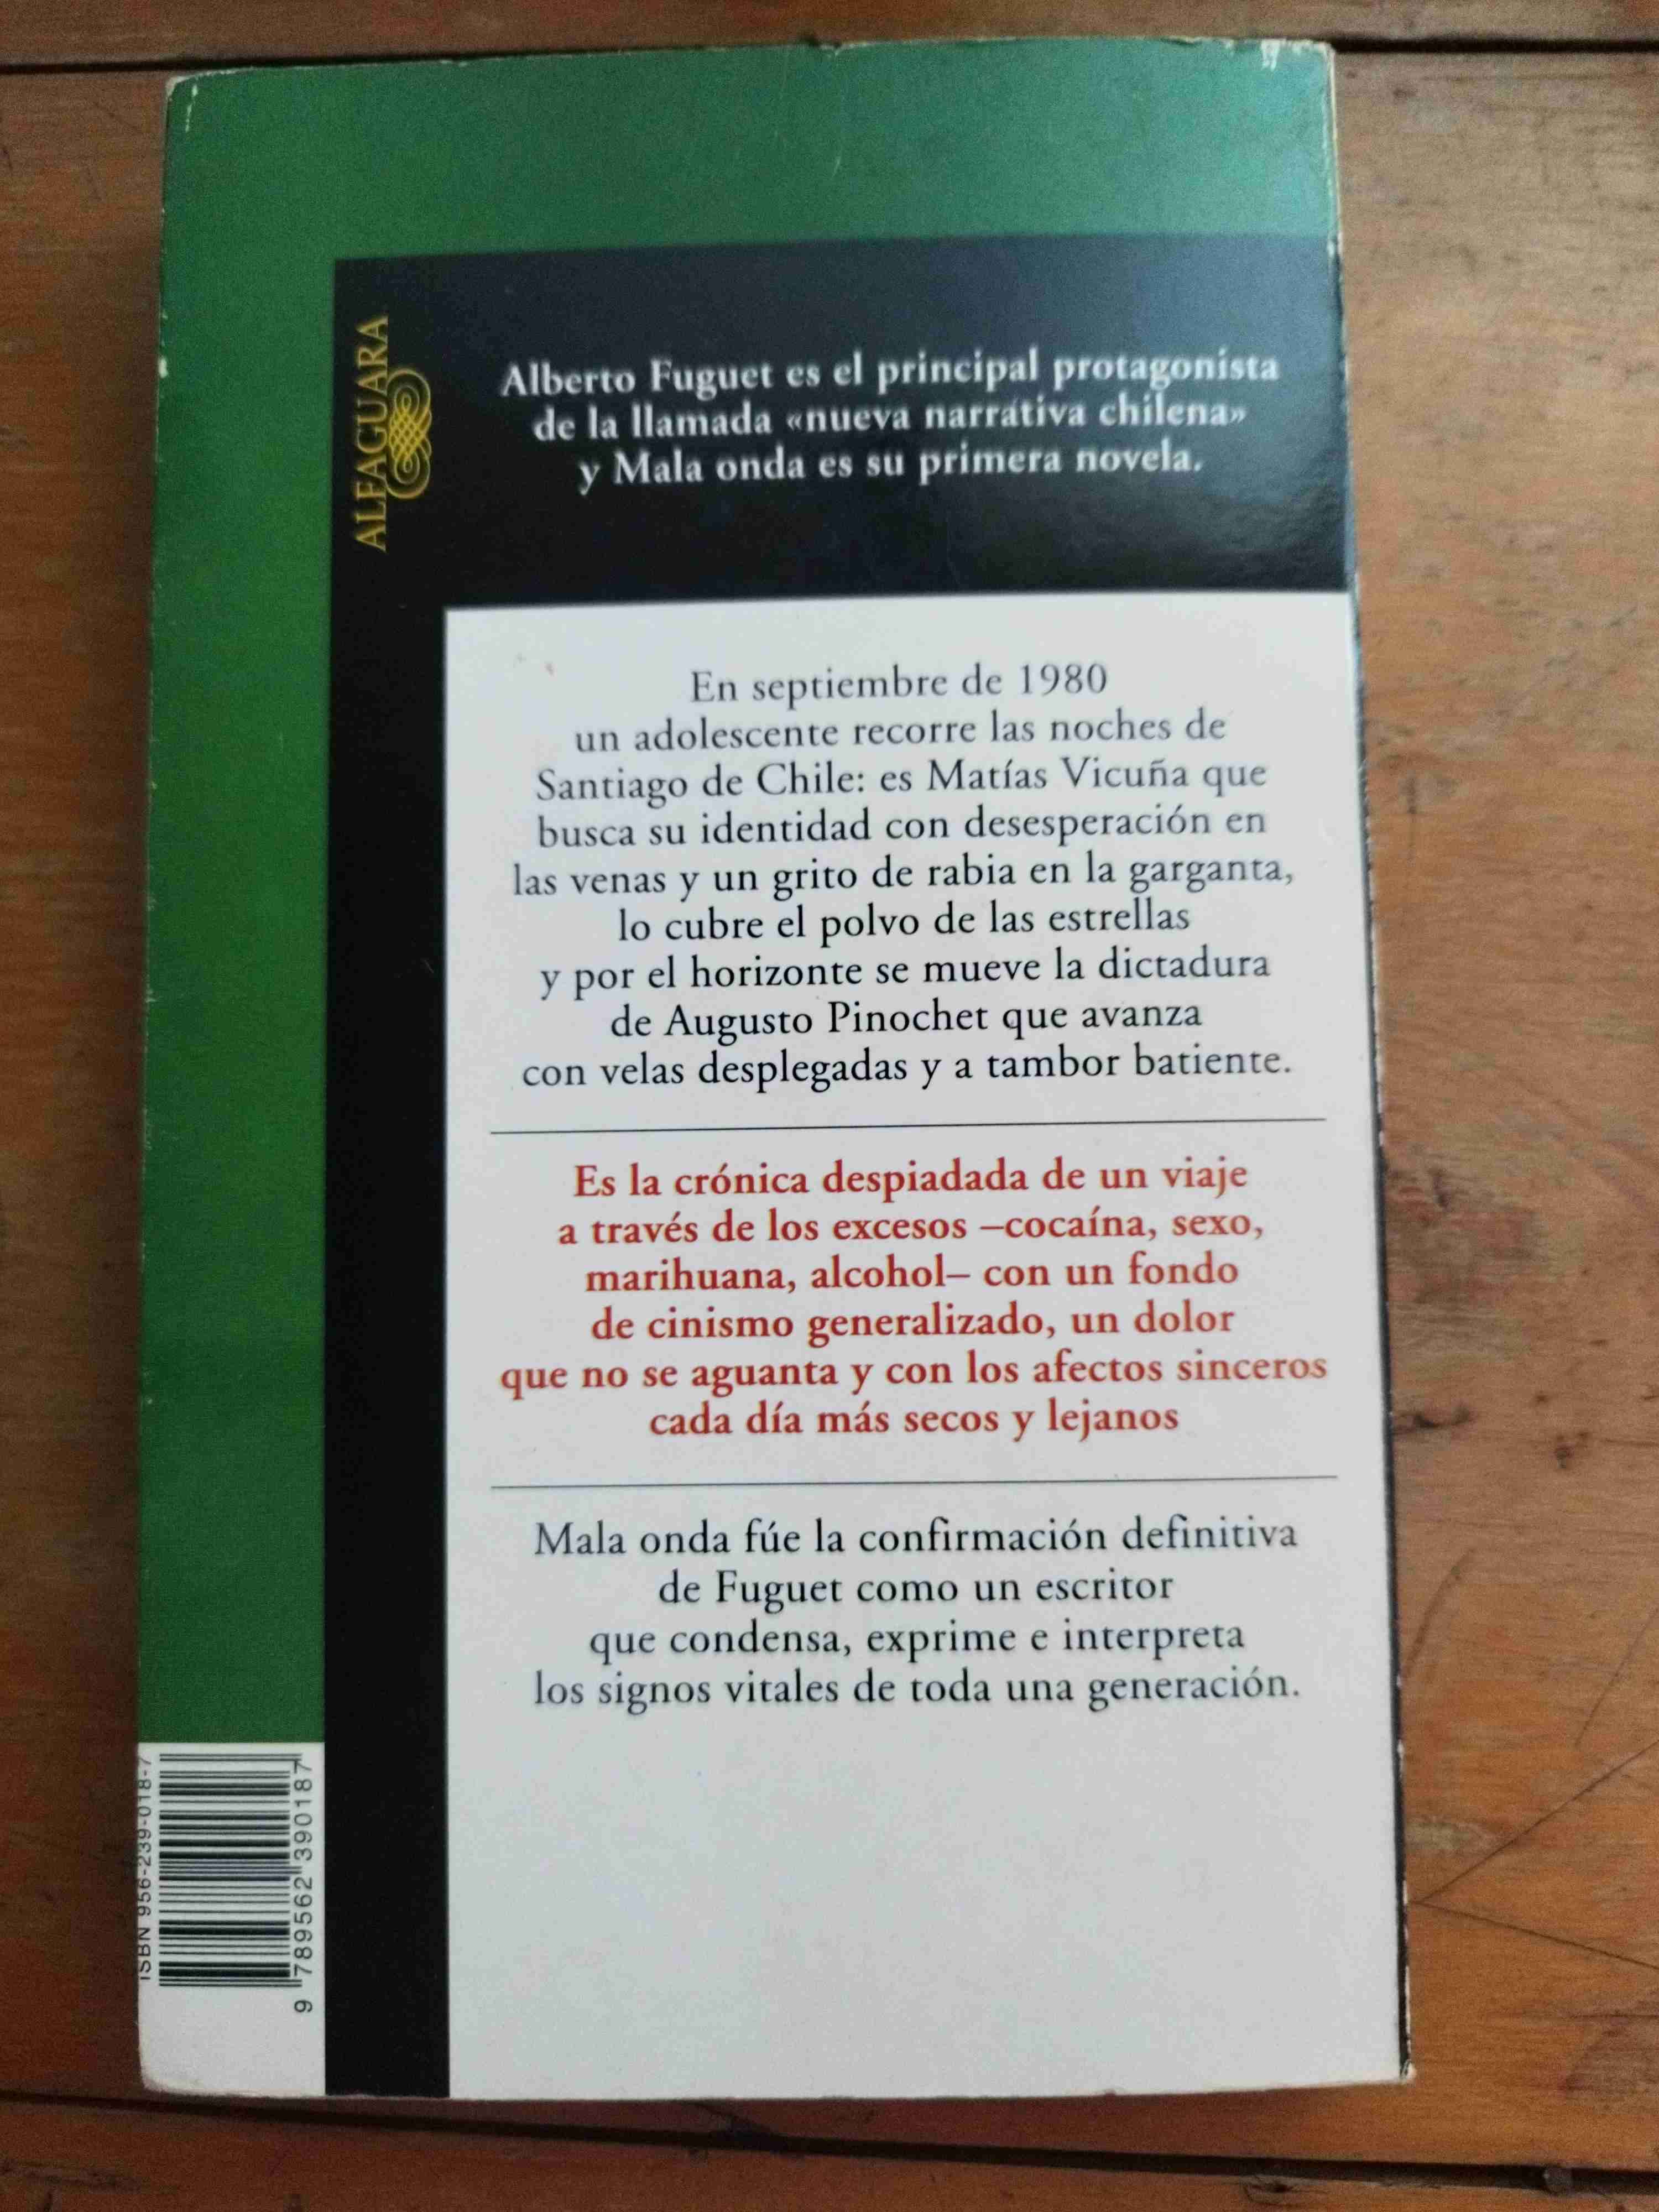 ALFAGUARA
Alberto Fuguet es el principal protagonista
de la llamada «nueva narrátiva chilena»
y Mala onda es su primera novela.
En septiembre de 1980
un adolescente recorre las noches de
Santiago de Chile: es Matías Vicuña que
busca su identidad con desesperación en
las venas y un grito de rabia en la garganta,
lo cubre el polvo de las estrellas
y por el horizonte se mueve la dictadura
de Augusto Pinochet que avanza
con velas desplegadas y a tambor batiente.
Es la crónica despiadada de un viaje
a través de los excesos –cocaína, sexo,
marihuana, alcohol– con un fondo
de cinismo generalizado, un dolor
que no se aguanta y con los afectos sinceros
cada día más secos y lejanos
Mala onda fúe la confirmación definitiva
de Fuguet como un escritor
que condensa, exprime e interpreta
los signos vitales de toda una generación.
ISBN 956-239-018-7
9 789562 390187